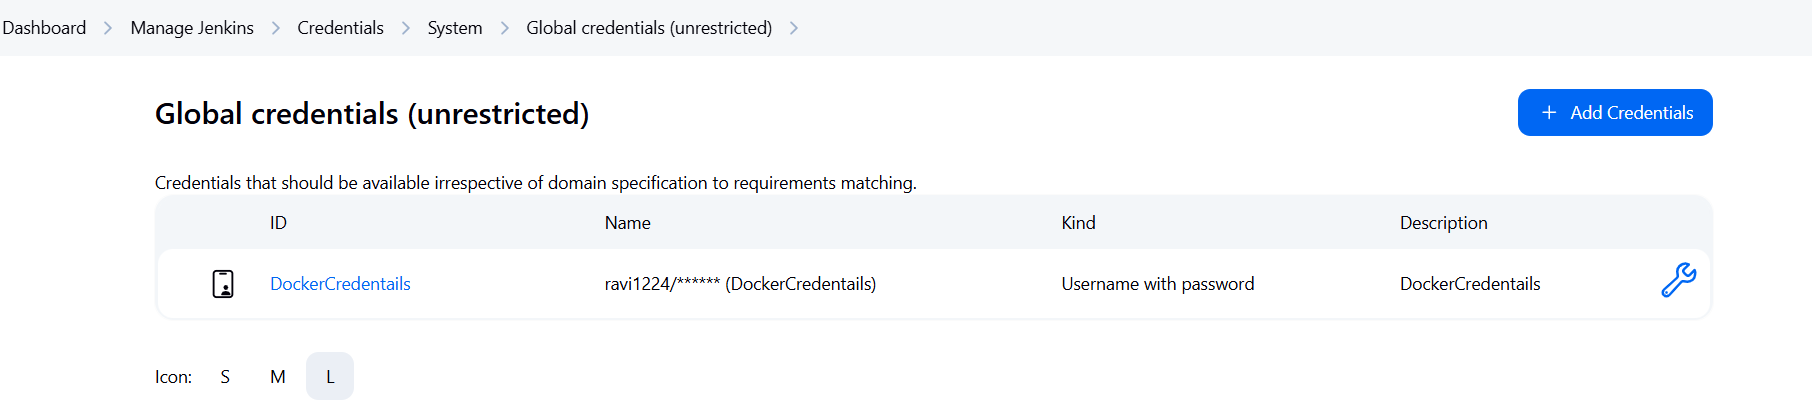 Dashboard > Manage Jenkins > Credentials > System > Global credentials (unrestricted) >
Global credentials (unrestricted)
+ Add Credentials
Credentials that should be available irrespective of domain specification to requirements matching.
ID Name Kind Description
DockerCredentails ravi1224/****** (DockerCredentails) Username with password DockerCredentails
Icon: S M L